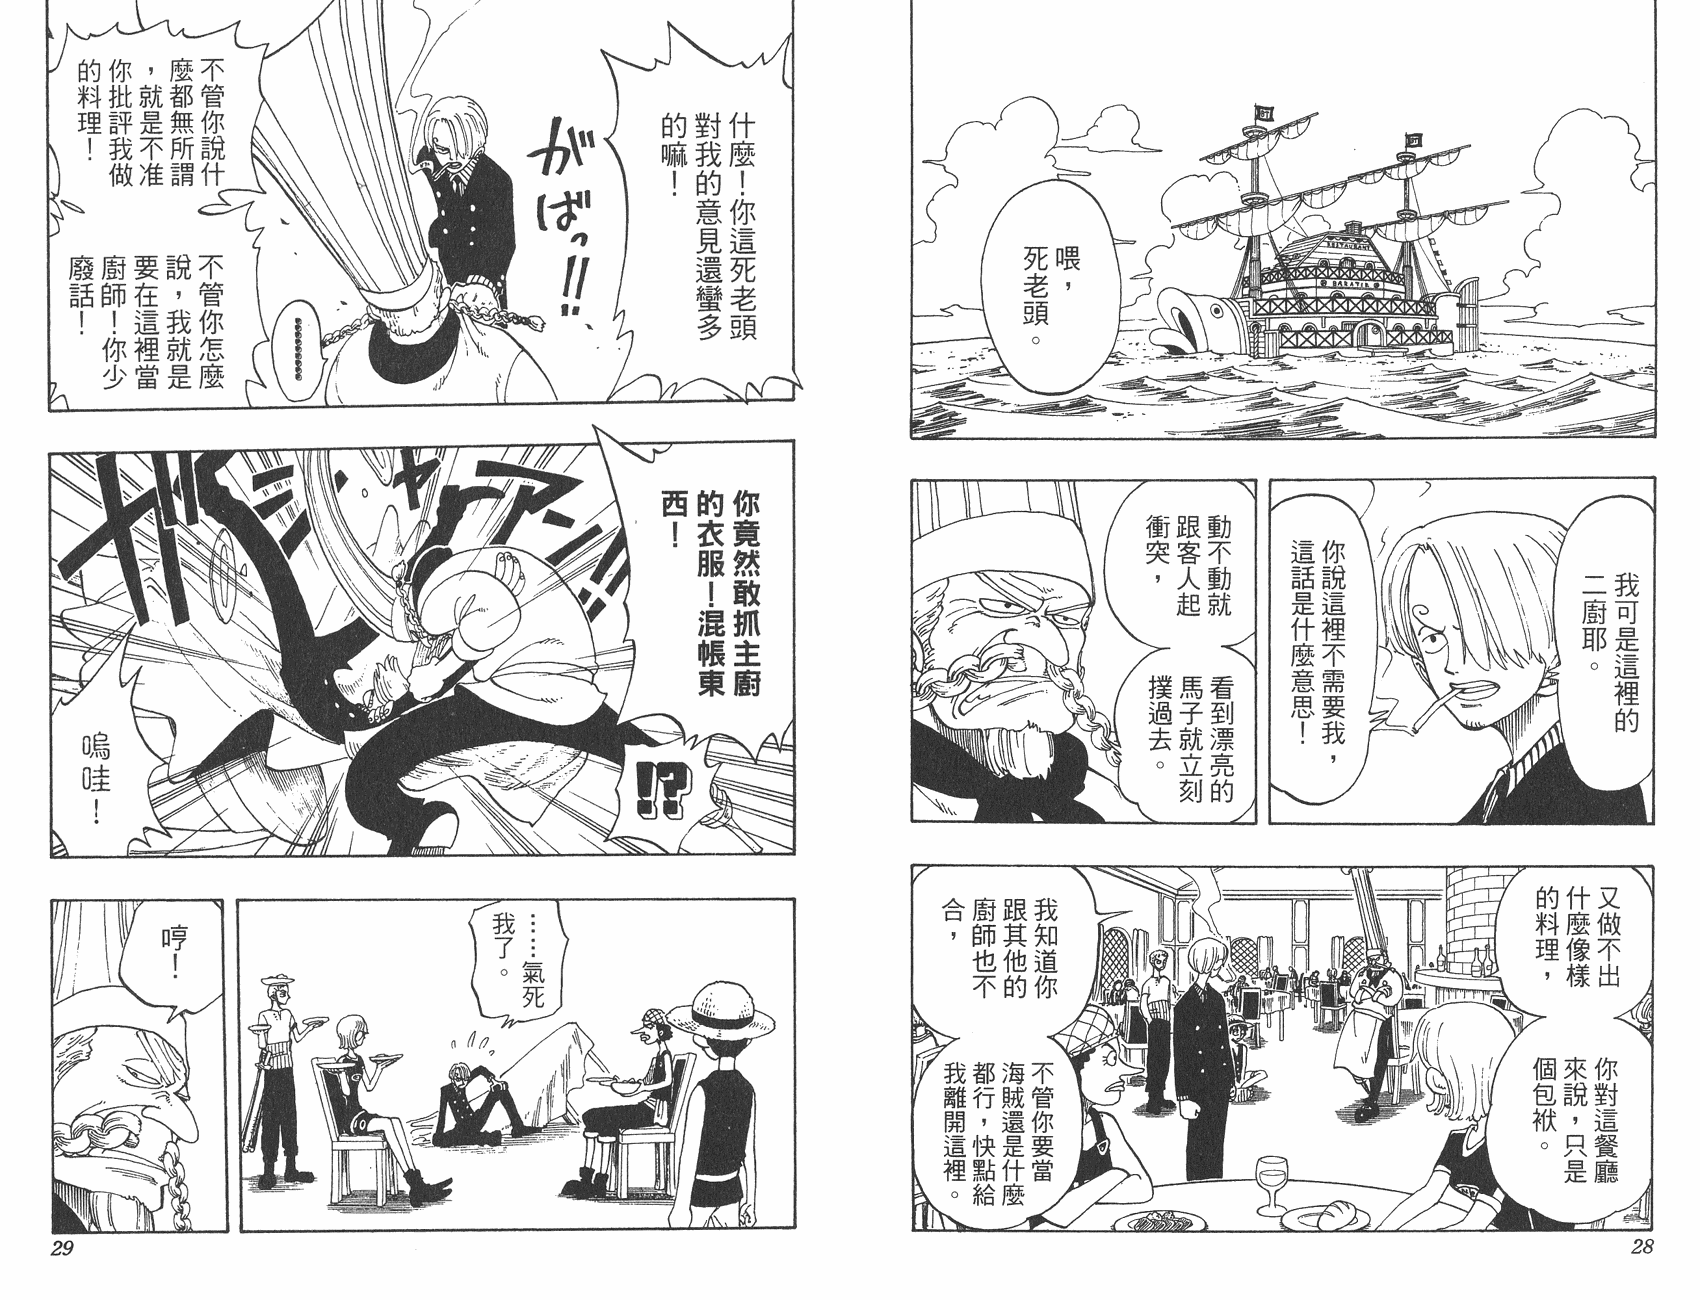 喂，
死老頭。
RESTAURANT
BARATIE
我可是這裡的
二廚耶。
你說這裡不需要我，
這話是什麼意思！
動不動就
跟客人起
衝突，
看到漂亮的
馬子就立刻
撲過去。
又做不出
什麼像樣
的料理，
你對這餐廳
來說，只是
個包袱。
我知道你
跟其他的
廚師也不
合，
不管你要當
海賊還是什麼
都行，快點給
我離開這裡。
28
什麼！你這死老頭
對我的意見還蠻多
的嘛！
がばっ!!
不管你說什
麼都無所謂
，就是不准
你批評我做
的料理！
不管你怎麼
說，我就是
要在這裡當
廚師！你少
廢話！
…………
你竟然敢抓主廚
的衣服！混帳東
西！
!?
嗚哇！
……氣死
我了。
哼！
29